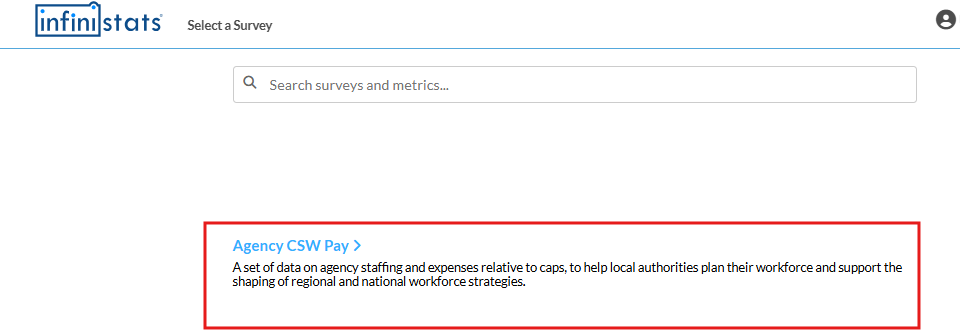 infinistats®
Select a Survey
Search surveys and metrics...
Agency CSW Pay
A set of data on agency staffing and expenses relative to caps, to help local authorities plan their workforce and support the
shaping of regional and national workforce strategies.